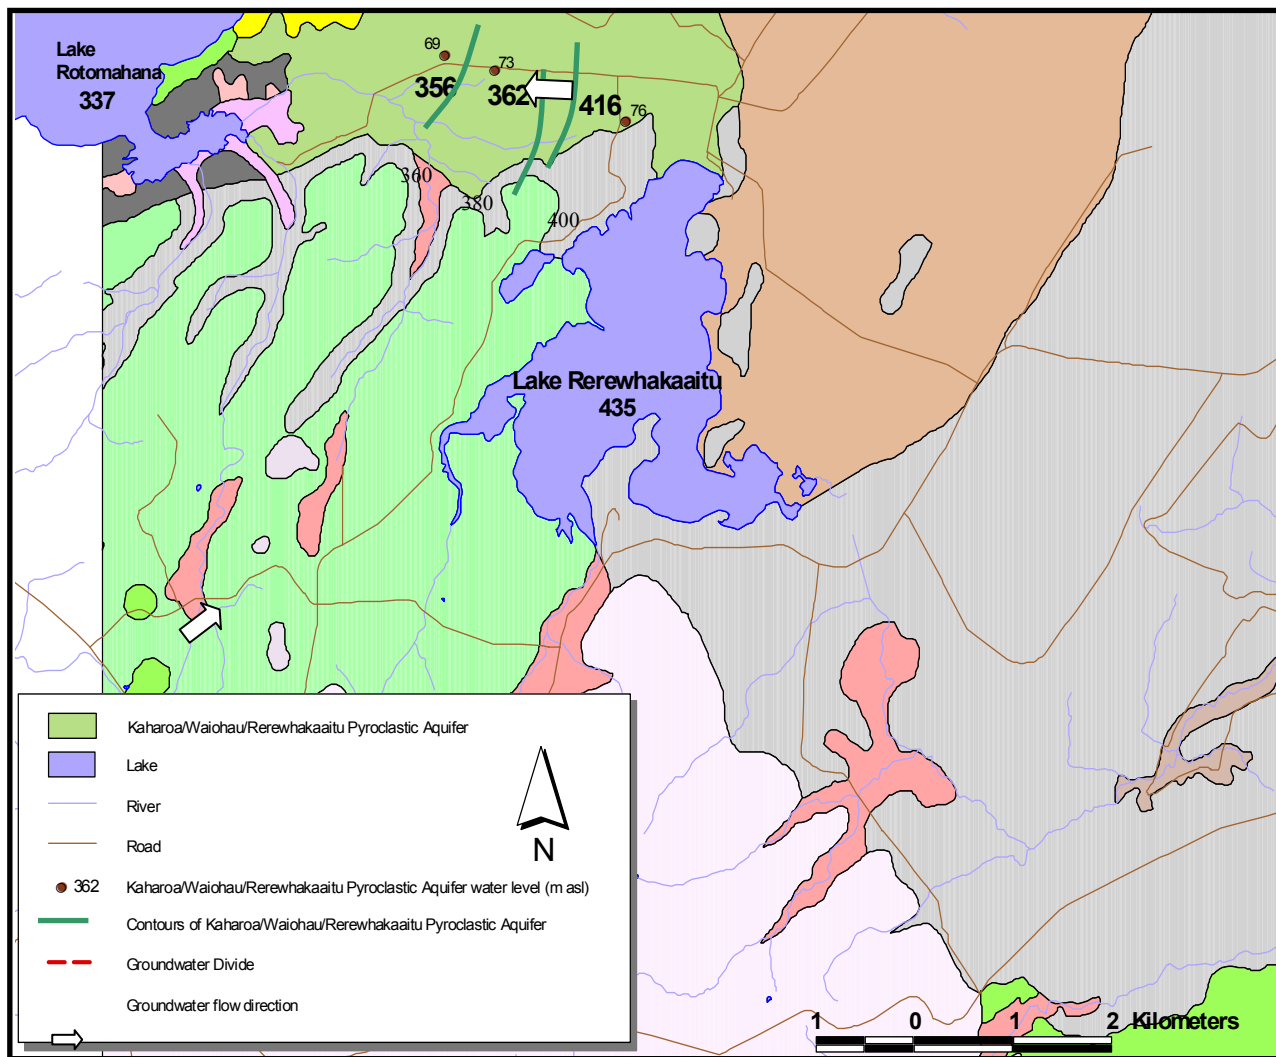 Lake
Rotomahana
337
69
356
73
362
416
76
360
380
400
Lake Rerewhakaaitu
435
Kaharoa/Waiohau/Rerewhakaaitu Pyroclastic Aquifer
Lake
River
Road
362 Kaharoa/Waiohau/Rerewhakaaitu Pyroclastic Aquifer water level (m asl)
Contours of Kaharoa/Waiohau/Rerewhakaaitu Pyroclastic Aquifer
Groundwater Divide
Groundwater flow direction
N
1 0 1 2 Kilometers